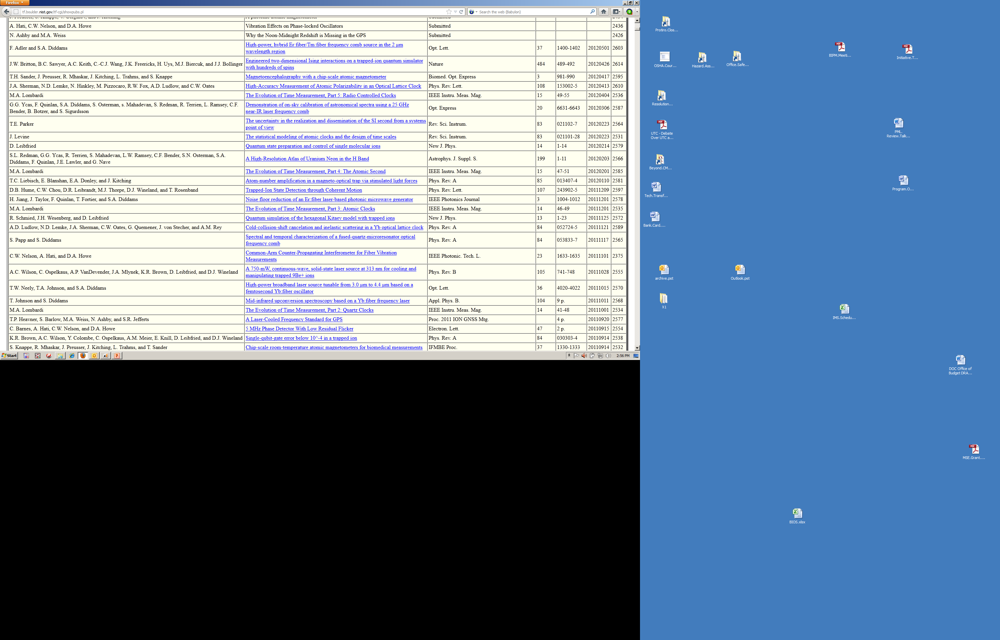 Firefox
tf.boulder.nist.gov/tf-cgi/showpubs.pl
Search the web (Babylon)
J. Preusser, S. Knappe, V. Gerginov, and J. Kitching A photonic atomic magnetometer Submitted
A. Hati, C.W. Nelson, and D.A. Howe Vibration Effects on Phase-locked Oscillators Submitted 2436
N. Ashby and M.A. Weiss Why the Noon-Midnight Redshift is Missing in the GPS Submitted 2426
F. Adler and S.A. Diddams High-power, hybrid Er:fiber/Tm:fiber frequency comb source in the 2 µm
wavelength region Opt. Lett. 37 1400-1402 20120501 2603
J.W. Britton, B.C. Sawyer, A.C. Keith, C.-C.J. Wang, J.K. Freericks, H. Uys, M.J. Biercuk, and J.J. Bollinger Engineered two-dimensional Ising interactions on a trapped-ion quantum simulator
with hundreds of spins Nature 484 489-492 20120426 2614
T.H. Sander, J. Preusser, R. Mhaskar, J. Kitching, L. Trahms, and S. Knappe Magnetoencephalography with a chip-scale atomic magnetometer Biomed. Opt. Express 3 981-990 20120417 2595
J.A. Sherman, N.D. Lemke, N. Hinkley, M. Pizzocaro, R.W. Fox, A.D. Ludlow, and C.W. Oates High-Accuracy Measurement of Atomic Polarizability in an Optical Lattice Clock Phys. Rev. Lett. 108 153002-5 20120413 2610
M.A. Lombardi The Evolution of Time Measurement, Part 5: Radio Controlled Clocks IEEE Instru. Meas. Mag. 15 49-55 20120404 2536
G.G. Ycas, F. Quinlan, S.A. Diddams, S. Osterman, s. Mahadevan, S. Redman, R. Terrien, L. Ramsey, C.F.
Bender, B. Botzer, and S. Sigurdsson Demonstration of on-sky calibration of astronomical spectra using a 25 GHz
near-IR laser frequency comb Opt. Express 20 6631-6643 20120306 2587
T.E. Parker The uncertainty in the realization and dissemination of the SI second from a systems
point of view Rev. Sci. Instrum. 83 021102-7 20120223 2564
J. Levine The statistical modeling of atomic clocks and the design of time scales Rev. Sci. Instrum. 83 021101-28 20120223 2531
D. Leibfried Quantum state preparation and control of single molecular ions New J. Phys. 14 1-14 20120214 2579
S.L. Redman, G.G. Ycas, R. Terrien, S. Mahadevan, L.W. Ramsey, C.F. Bender, S.N. Osterman, S.A.
Diddams, F. Quinlan, J.E. Lawler, and G. Nave A High-Resolution Atlas of Uranium Neon in the H Band Astrophys. J. Suppl. S. 199 1-11 20120203 2566
M.A. Lombardi The Evolution of Time Measurement, Part 4: The Atomic Second IEEE Instru. Meas. Mag. 15 47-51 20120201 2585
T.C. Liebisch, E. Blanshan, E.A. Donley, and J. Kitching Atom-number amplification in a magneto-optical trap via stimulated light forces Phys. Rev. A 85 013407-4 20120110 2581
D.B. Hume, C.W. Chou, D.R. Leibrandt, M.J. Thorpe, D.J. Wineland, and T. Rosenband Trapped-Ion State Detection through Coherent Motion Phys. Rev. Lett. 107 243902-5 20111209 2597
H. Jiang, J. Taylor, F. Quinlan, T. Fortier, and S.A. Diddams Noise floor reduction of an Er:fiber laser-based photonic microwave generator IEEE Photonics Journal 3 1004-1012 20111201 2578
M.A. Lombardi The Evolution of Time Measurement, Part 3: Atomic Clocks IEEE Instru. Meas. Mag. 14 46-49 20111201 2535
R. Schmied, J.H. Wesenberg, and D. Leibfried Quantum simulation of the hexagonal Kitaev model with trapped ions New J. Phys. 13 1-23 20111125 2572
A.D. Ludlow, N.D. Lemke, J.A. Sherman, C.W. Oates, G. Quemener, J. von Stecher, and A.M. Rey Cold-collision-shift cancelation and inelastic scattering in a Yb optical lattice clock Phys. Rev. A 84 052724-5 20111121 2589
S. Papp and S. Diddams Spectral and temporal characterization of a fused-quartz-microresonator optical
frequency comb Phys. Rev. A 84 053833-7 20111117 2565
C.W. Nelson, A. Hati, and D.A. Howe Common-Arm Counter-Propagating Interferometer for Fiber Vibration
Measurements IEEE Photonic. Tech. L. 23 1633-1635 20111101 2375
A.C. Wilson, C. Ospelkaus, A.P. VanDevender, J.A. Mlynek, K.R. Brown, D. Leibfried, and D.J. Wineland A 750-mW, continuous-wave, solid-state laser source at 313 nm for cooling and
manipulating trapped 9Be+ ions Phys. Rev. B 105 741-748 20111028 2555
T.W. Neely, T.A. Johnson, and S.A. Diddams High-power broadband laser source tunable from 3.0 µm to 4.4 µm based on a
femtosecond Yb:fiber oscillator Opt. Lett. 36 4020-4022 20111015 2570
T. Johnson and S. Diddams Mid-infrared upconversion spectroscopy based on a Yb:fiber frequency laser Appl. Phys. B. 104 9 p. 20111011 2568
M.A. Lombardi The Evolution of Time Measurement, Part 2: Quartz Clocks IEEE Instru. Meas. Mag. 14 41-48 20111001 2534
T.P. Heavner, S. Barlow, M.A. Weiss, N. Ashby, and S.R. Jefferts A Laser-Cooled Frequency Standard for GPS Proc. 2011 ION GNSS Mtg. 4 p. 20110920 2577
C. Barnes, A. Hati, C.W. Nelson, and D.A. Howe 5 MHz Phase Detector With Low Residual Flicker Electron. Lett. 47 2 p. 20110915 2554
K.R. Brown, A.C. Wilson, Y. Colombe, C. Ospelkaus, A.M. Meier, E. Knill, D. Leibfried, and D.J. Wineland Single-qubit-gate error below 10^-4 in a trapped ion Phys. Rev. A 84 030303-4 20110914 2538
S. Knappe, R. Mhaskar, J. Preusser, J. Kitching, L. Trahms, and T. Sander Chip-scale room-temperature atomic magnetometers for biomedical measurements IFMBE Proc. 37 1330-1333 20110914 2532
Start
2:56 PM
Protiro.Clos...
OSHA.Cour...
Hazard.Ass...
Office.Safe...
BIPM.Meeti...
Initiative.T...
Resolution...
UTC - Debate
Over UTC a...
PML.
Review.Talk...
Beyond.CM...
Tech.Transf...
Program.O...
Bank.Card....
archive.pst
Outlook.pst
X1
IMS.Schedu...
DOC Office of
Budget DRA...
MSE.Grant....
BIOS.xlsx